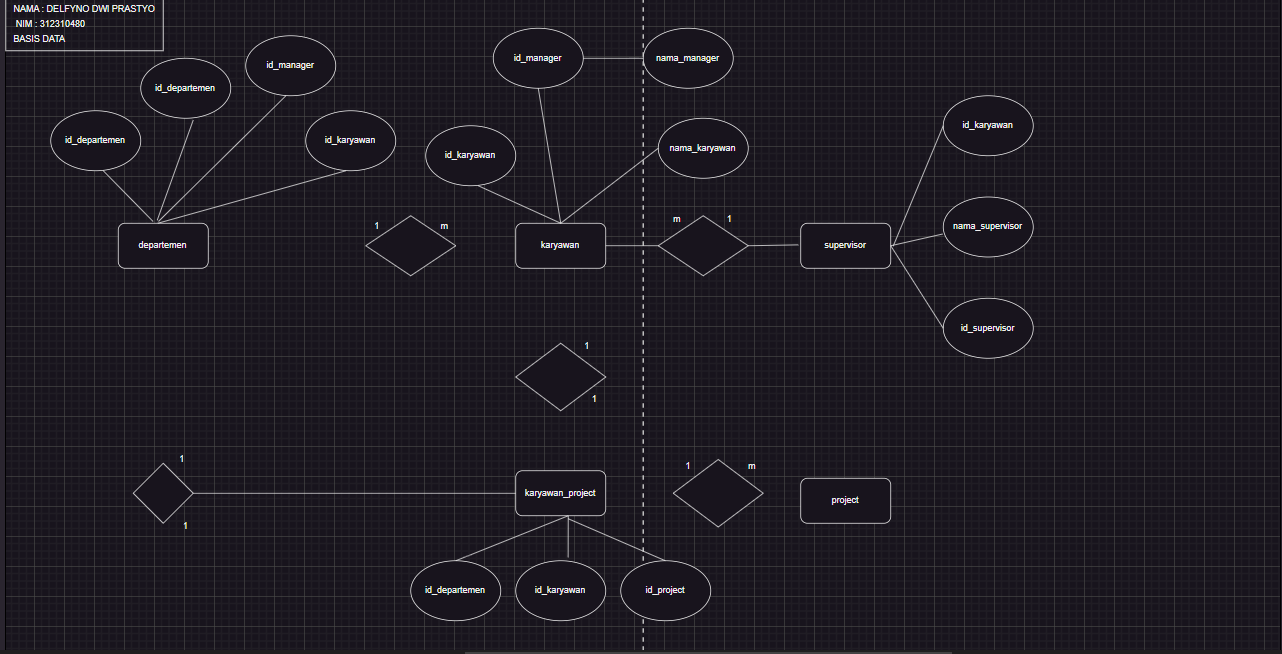 NAMA : DELFYNO DWI PRASTYO
NIM : 312310480
BASIS DATA
id_manager
nama_manager
id_manager
id_departemen
id_karyawan
id_departemen
id_karyawan
nama_karyawan
id_karyawan
1
m
m
1
nama_supervisor
departemen
karyawan
supervisor
id_supervisor
1
1
1
1
m
karyawan_project
project
1
id_departemen
id_karyawan
id_project